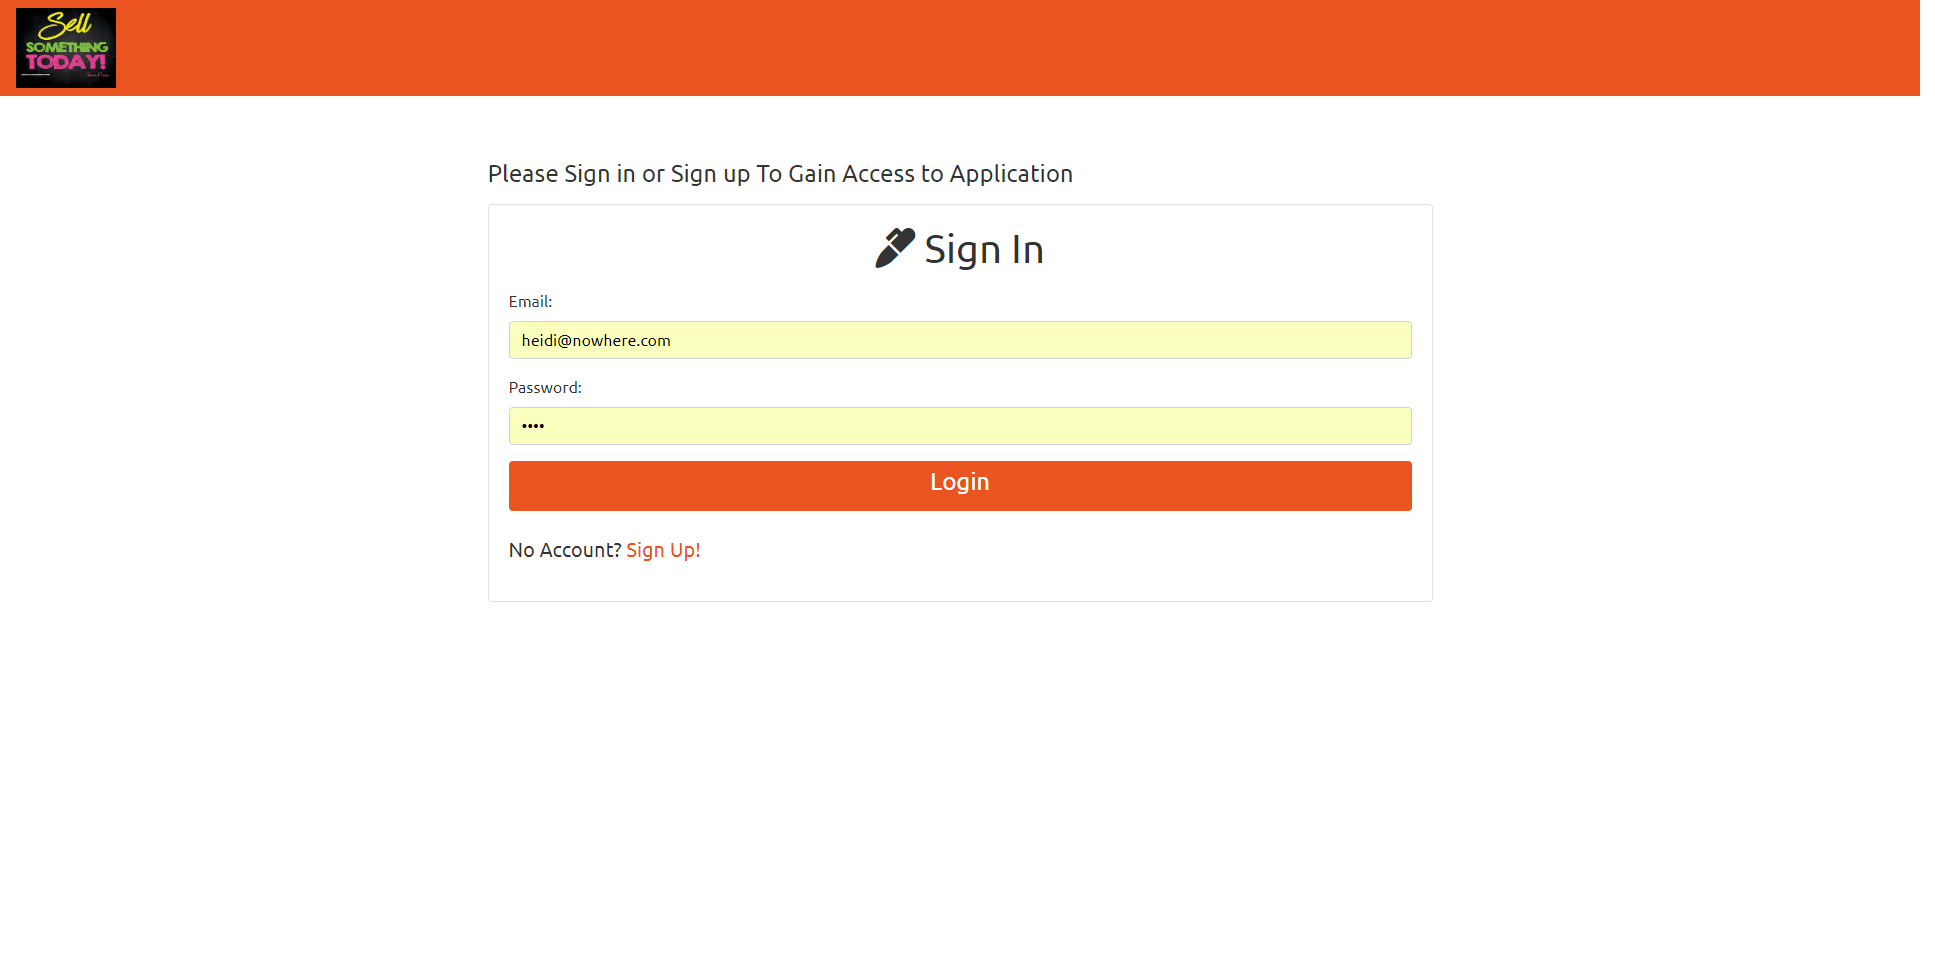 Sell
SOMETHING
TODAY!
Please Sign in or Sign up To Gain Access to Application
Sign In
Email:
heidi@nowhere.com
Password:
••••
Login
No Account? Sign Up!